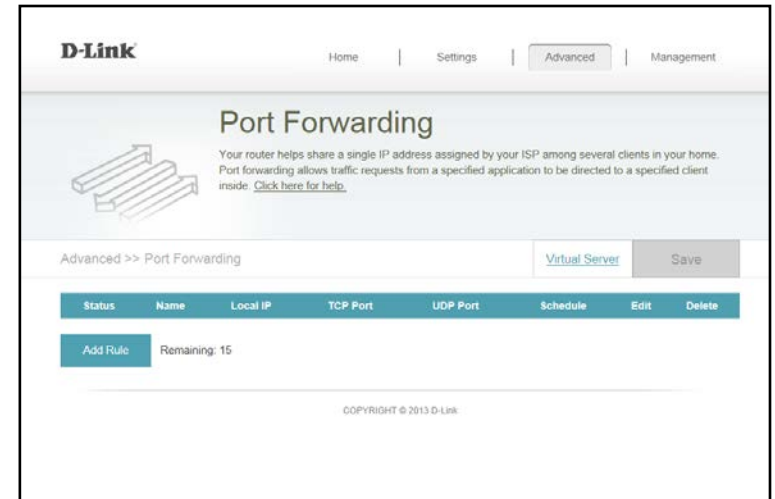 D-Link
Home | Settings | Advanced | Management
Port Forwarding
Your router helps share a single IP address assigned by your ISP among several clients in your home.
Port forwarding allows traffic requests from a specified application to be directed to a specified client
inside. Click here for help.
Advanced >> Port Forwarding
Virtual Server
Save
Status Name Local IP TCP Port UDP Port Schedule Edit Delete
Add Rule Remaining: 15
COPYRIGHT © 2013 D-Link